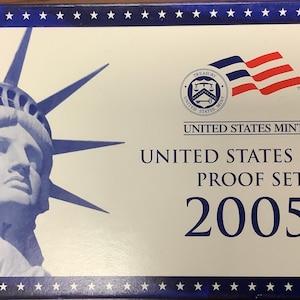 UNITED STATES MINT
UNITED STATES
PROOF SET
2005